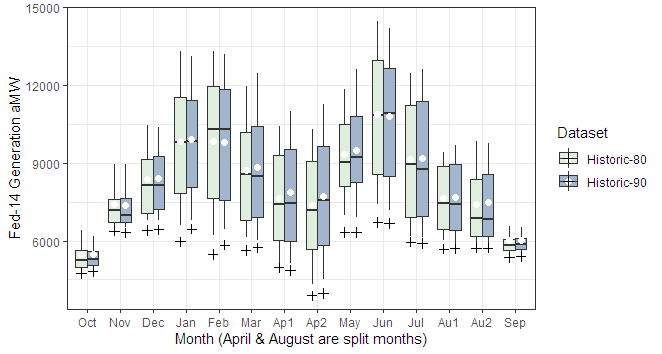 15000
12000
9000
6000
Fed-14 Generation aMW
Oct Nov Dec Jan Feb Mar Ap1 Ap2 May Jun Jul Au1 Au2 Sep
Month (April & August are split months)
Dataset
Historic-80
Historic-90